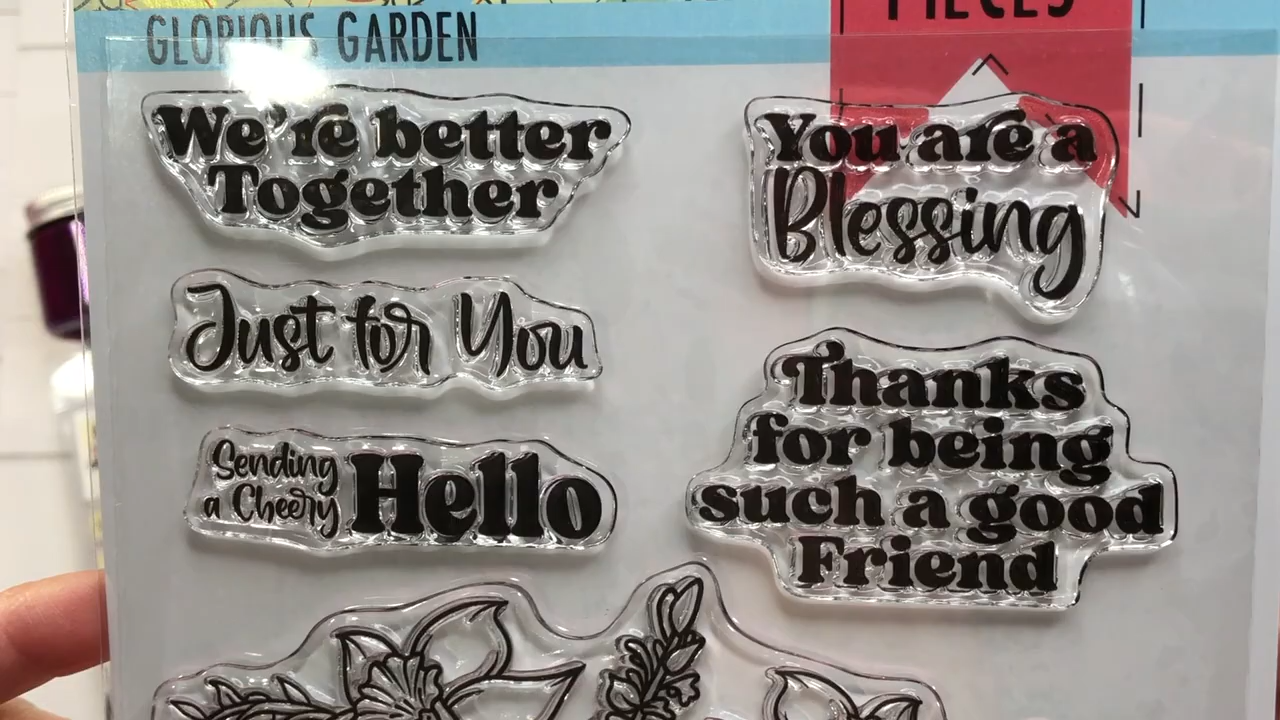 GLORIOUS GARDEN
PIECES
We're better
Together
Just for You
Sending
a Cheery
Hello
You are a
Blessing
Thanks
for being
such a good
Friend